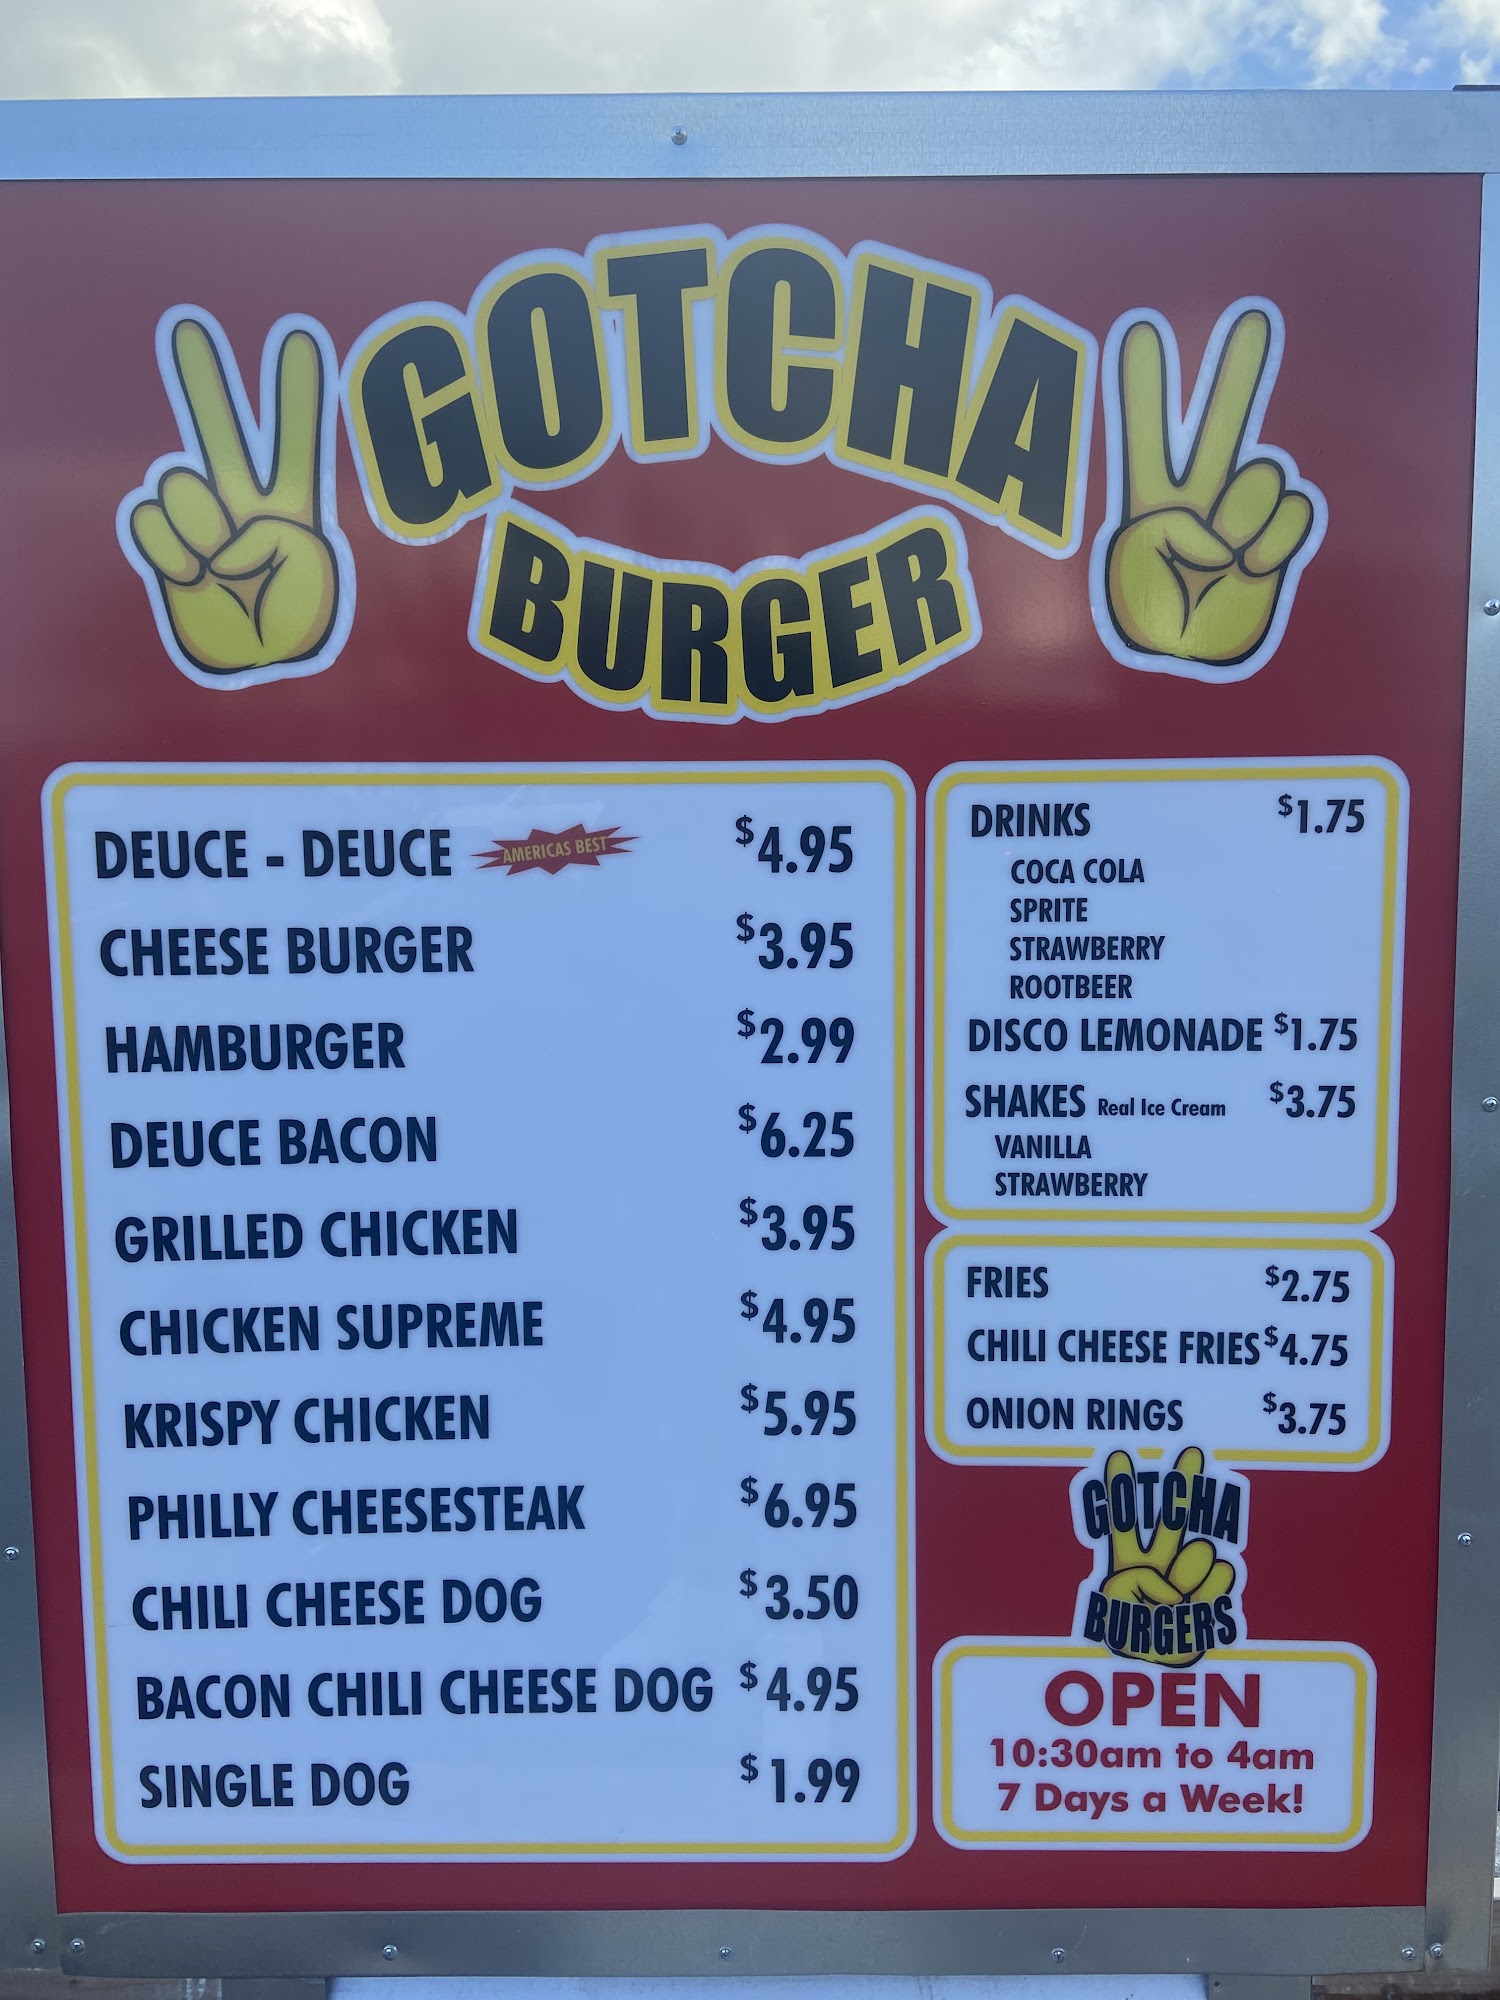 GOTCHA
BURGER
DEUCE - DEUCE AMERICAS BEST $4.95
CHEESE BURGER $3.95
HAMBURGER $2.99
DEUCE BACON $6.25
GRILLED CHICKEN $3.95
CHICKEN SUPREME $4.95
KRISPY CHICKEN $5.95
PHILLY CHEESESTEAK $6.95
CHILI CHEESE DOG $3.50
BACON CHILI CHEESE DOG $4.95
SINGLE DOG $1.99
DRINKS $1.75
COCA COLA
SPRITE
STRAWBERRY
ROOTBEER
DISCO LEMONADE $1.75
SHAKES Real Ice Cream $3.75
VANILLA
STRAWBERRY
FRIES $2.75
CHILI CHEESE FRIES $4.75
ONION RINGS $3.75
GOTCHA
BURGERS
OPEN
10:30am to 4am
7 Days a Week!